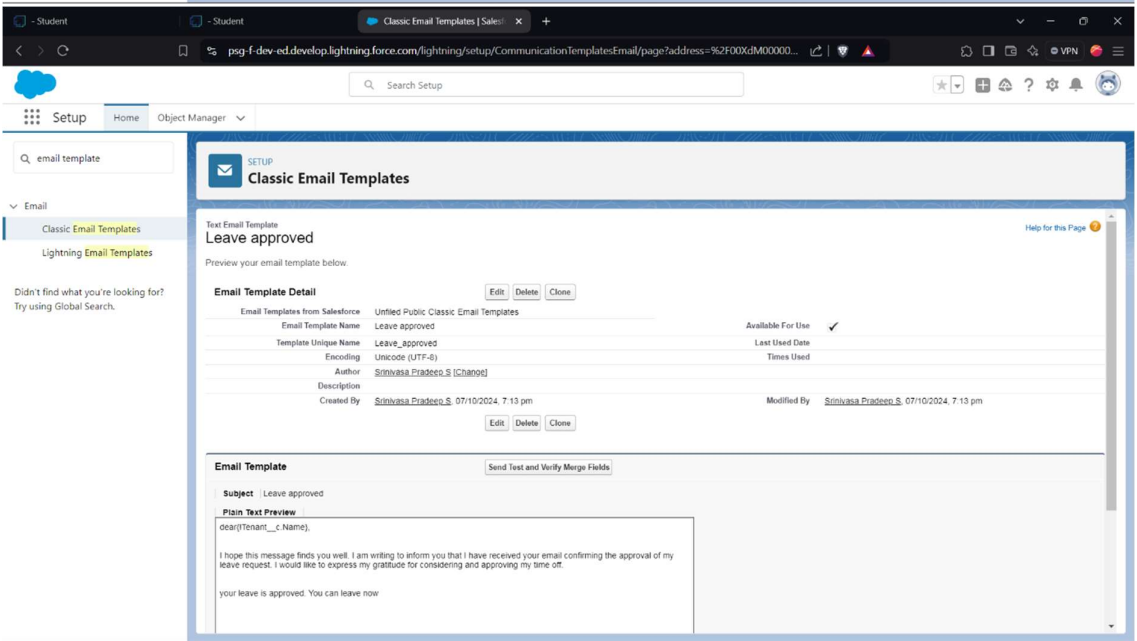 - Student
- Student
Classic Email Templates | Salesf
psg-f-dev-ed.develop.lightning.force.com/lightning/setup/CommunicationTemplatesEmail/page?address=%2F00XdM00000...
VPN
Search Setup
Setup
Home
Object Manager
email template
SETUP
Classic Email Templates
Email
Classic Email Templates
Lightning Email Templates
Didn't find what you're looking for?
Try using Global Search.
Text Email Template
Leave approved
Help for this Page
Preview your email template below.
Email Template Detail
Edit Delete Clone
Email Templates from Salesforce Unfiled Public Classic Email Templates
Email Template Name Leave approved Available For Use ✓
Template Unique Name Leave_approved Last Used Date
Encoding Unicode (UTF-8) Times Used
Author Srinivasa Pradeep S [Change]
Description
Created By Srinivasa Pradeep S, 07/10/2024, 7:13 pm Modified By Srinivasa Pradeep S, 07/10/2024, 7:13 pm
Edit Delete Clone
Email Template Send Test and Verify Merge Fields
Subject Leave approved
Plain Text Preview
dear{!Tenant__c.Name},
I hope this message finds you well. I am writing to inform you that I have received your email confirming the approval of my
leave request. I would like to express my gratitude for considering and approving my time off.
your leave is approved. You can leave now